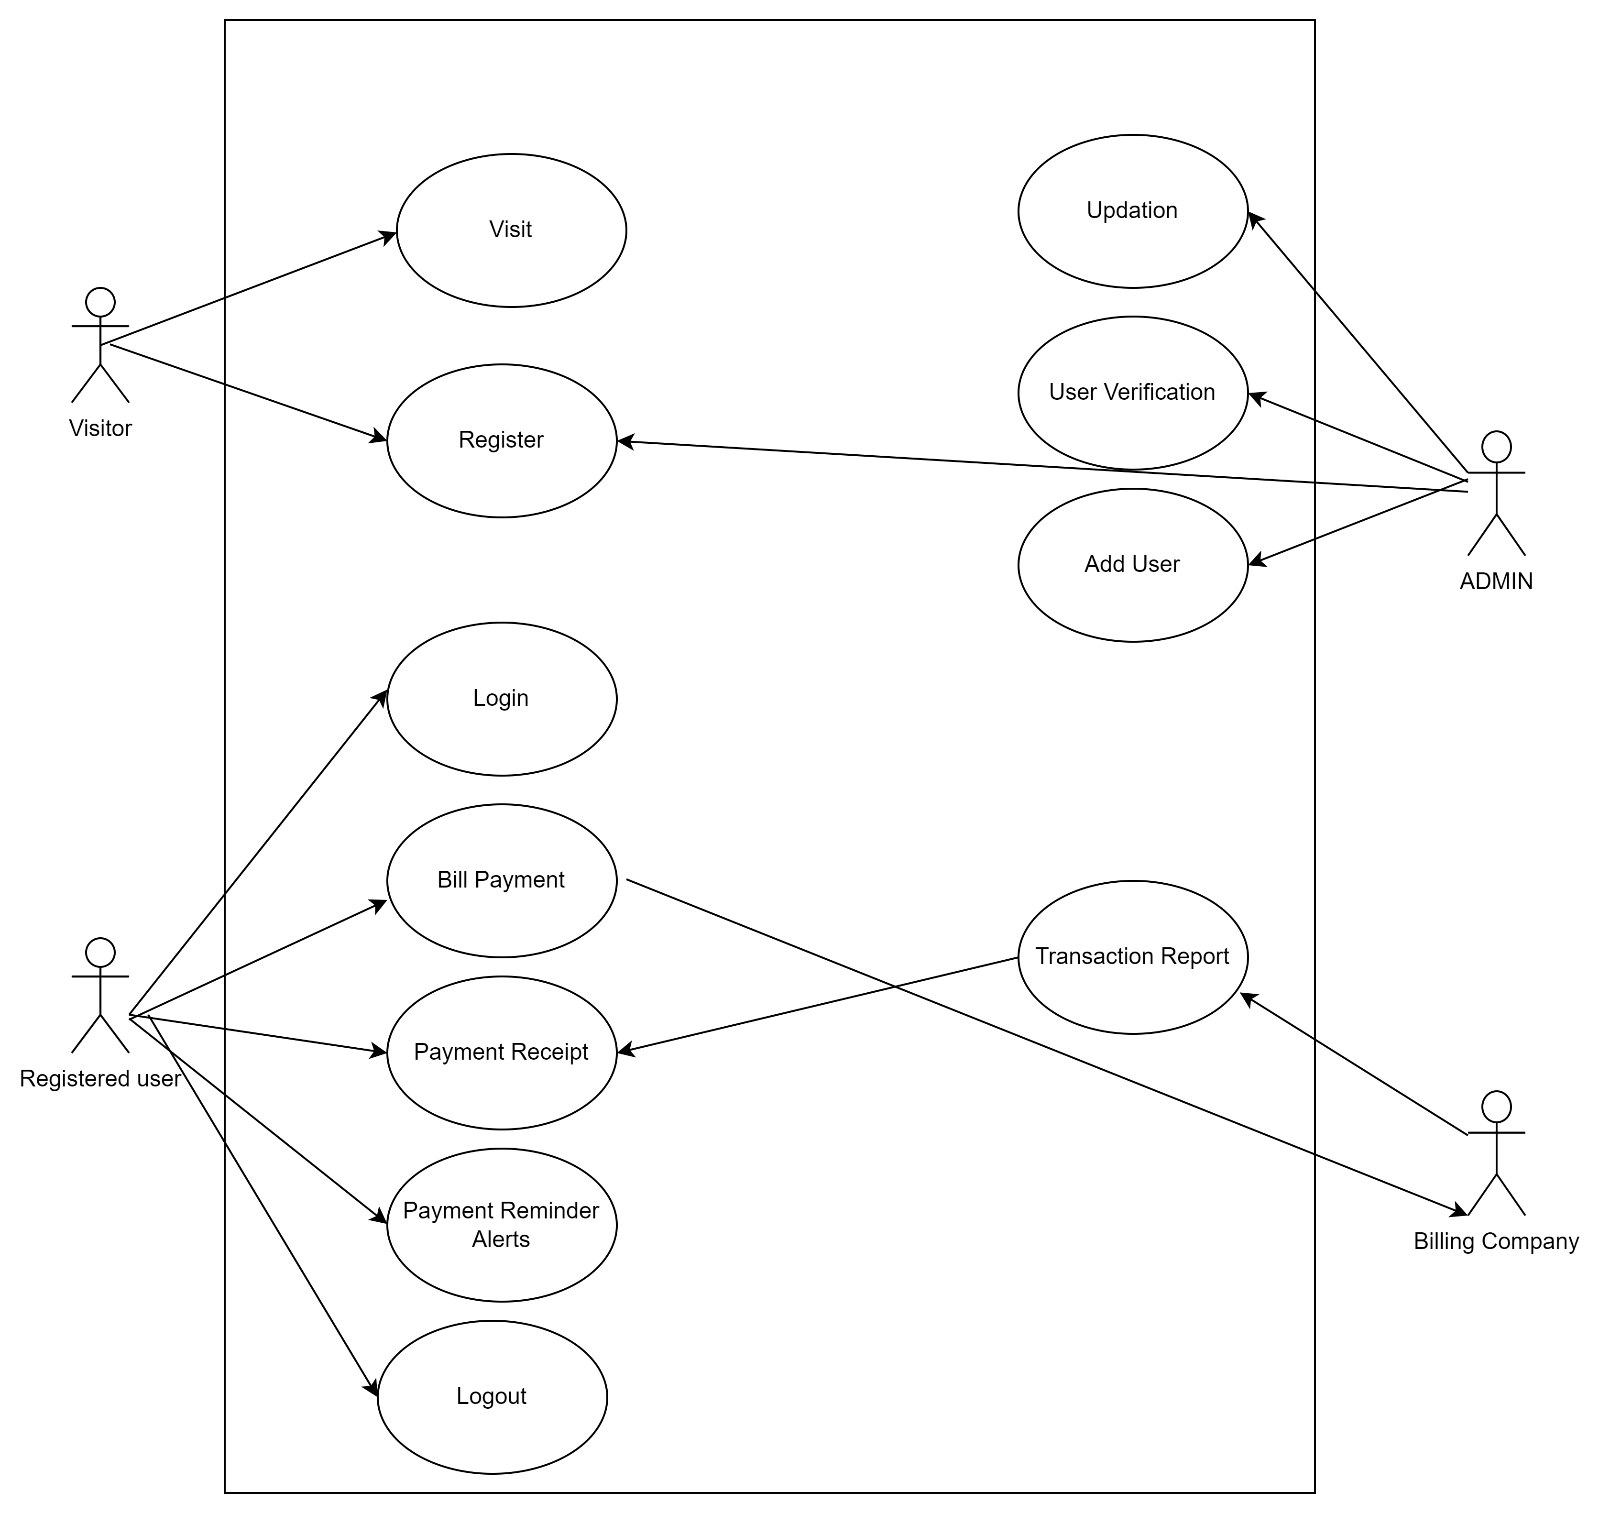 Visit
Updation
User Verification
Visitor
Register
Add User
ADMIN
Login
Bill Payment
Transaction Report
Payment Receipt
Registered user
Payment Reminder
Alerts
Billing Company
Logout